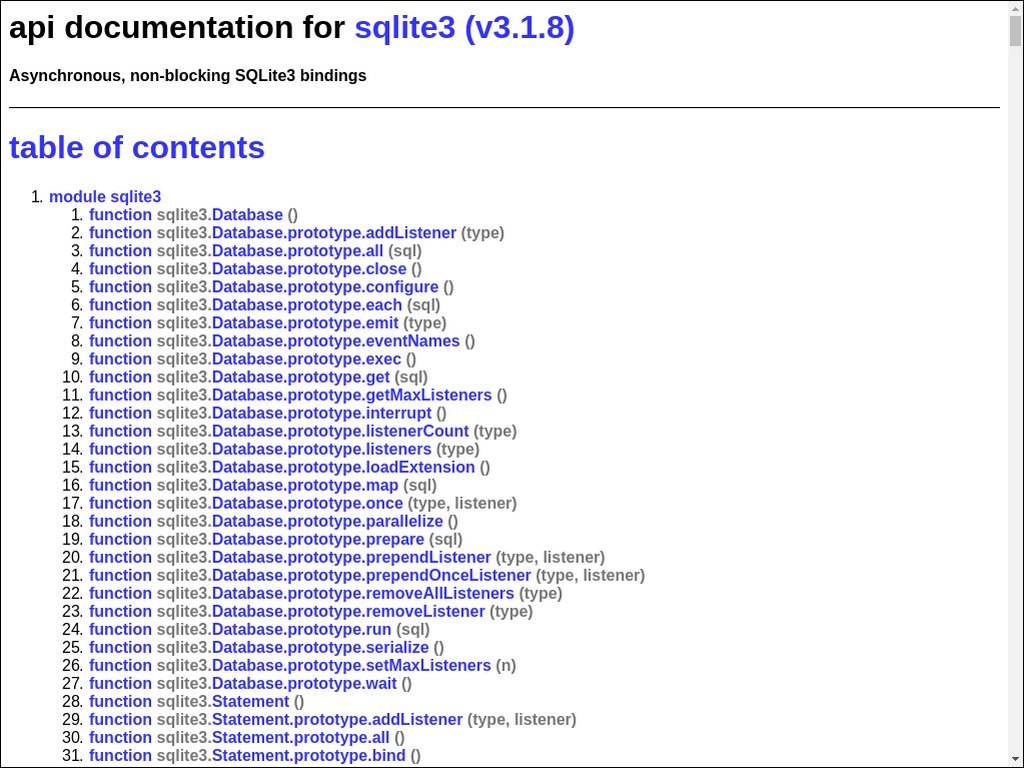 api documentation for sqlite3 (v3.1.8)
Asynchronous, non-blocking SQLite3 bindings
table of contents
1. module sqlite3
1. function sqlite3.Database ()
2. function sqlite3.Database.prototype.addListener (type)
3. function sqlite3.Database.prototype.all (sql)
4. function sqlite3.Database.prototype.close ()
5. function sqlite3.Database.prototype.configure ()
6. function sqlite3.Database.prototype.each (sql)
7. function sqlite3.Database.prototype.emit (type)
8. function sqlite3.Database.prototype.eventNames ()
9. function sqlite3.Database.prototype.exec ()
10. function sqlite3.Database.prototype.get (sql)
11. function sqlite3.Database.prototype.getMaxListeners ()
12. function sqlite3.Database.prototype.interrupt ()
13. function sqlite3.Database.prototype.listenerCount (type)
14. function sqlite3.Database.prototype.listeners (type)
15. function sqlite3.Database.prototype.loadExtension ()
16. function sqlite3.Database.prototype.map (sql)
17. function sqlite3.Database.prototype.once (type, listener)
18. function sqlite3.Database.prototype.parallelize ()
19. function sqlite3.Database.prototype.prepare (sql)
20. function sqlite3.Database.prototype.prependListener (type, listener)
21. function sqlite3.Database.prototype.prependOnceListener (type, listener)
22. function sqlite3.Database.prototype.removeAllListeners (type)
23. function sqlite3.Database.prototype.removeListener (type)
24. function sqlite3.Database.prototype.run (sql)
25. function sqlite3.Database.prototype.serialize ()
26. function sqlite3.Database.prototype.setMaxListeners (n)
27. function sqlite3.Database.prototype.wait ()
28. function sqlite3.Statement ()
29. function sqlite3.Statement.prototype.addListener (type, listener)
30. function sqlite3.Statement.prototype.all ()
31. function sqlite3.Statement.prototype.bind ()